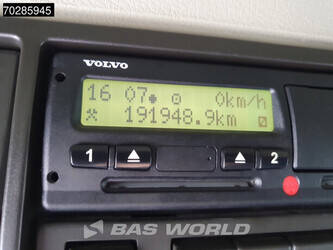 70285945
VOLVO
16 07 0km/h
191948.9km
1 2
BAS WORLD